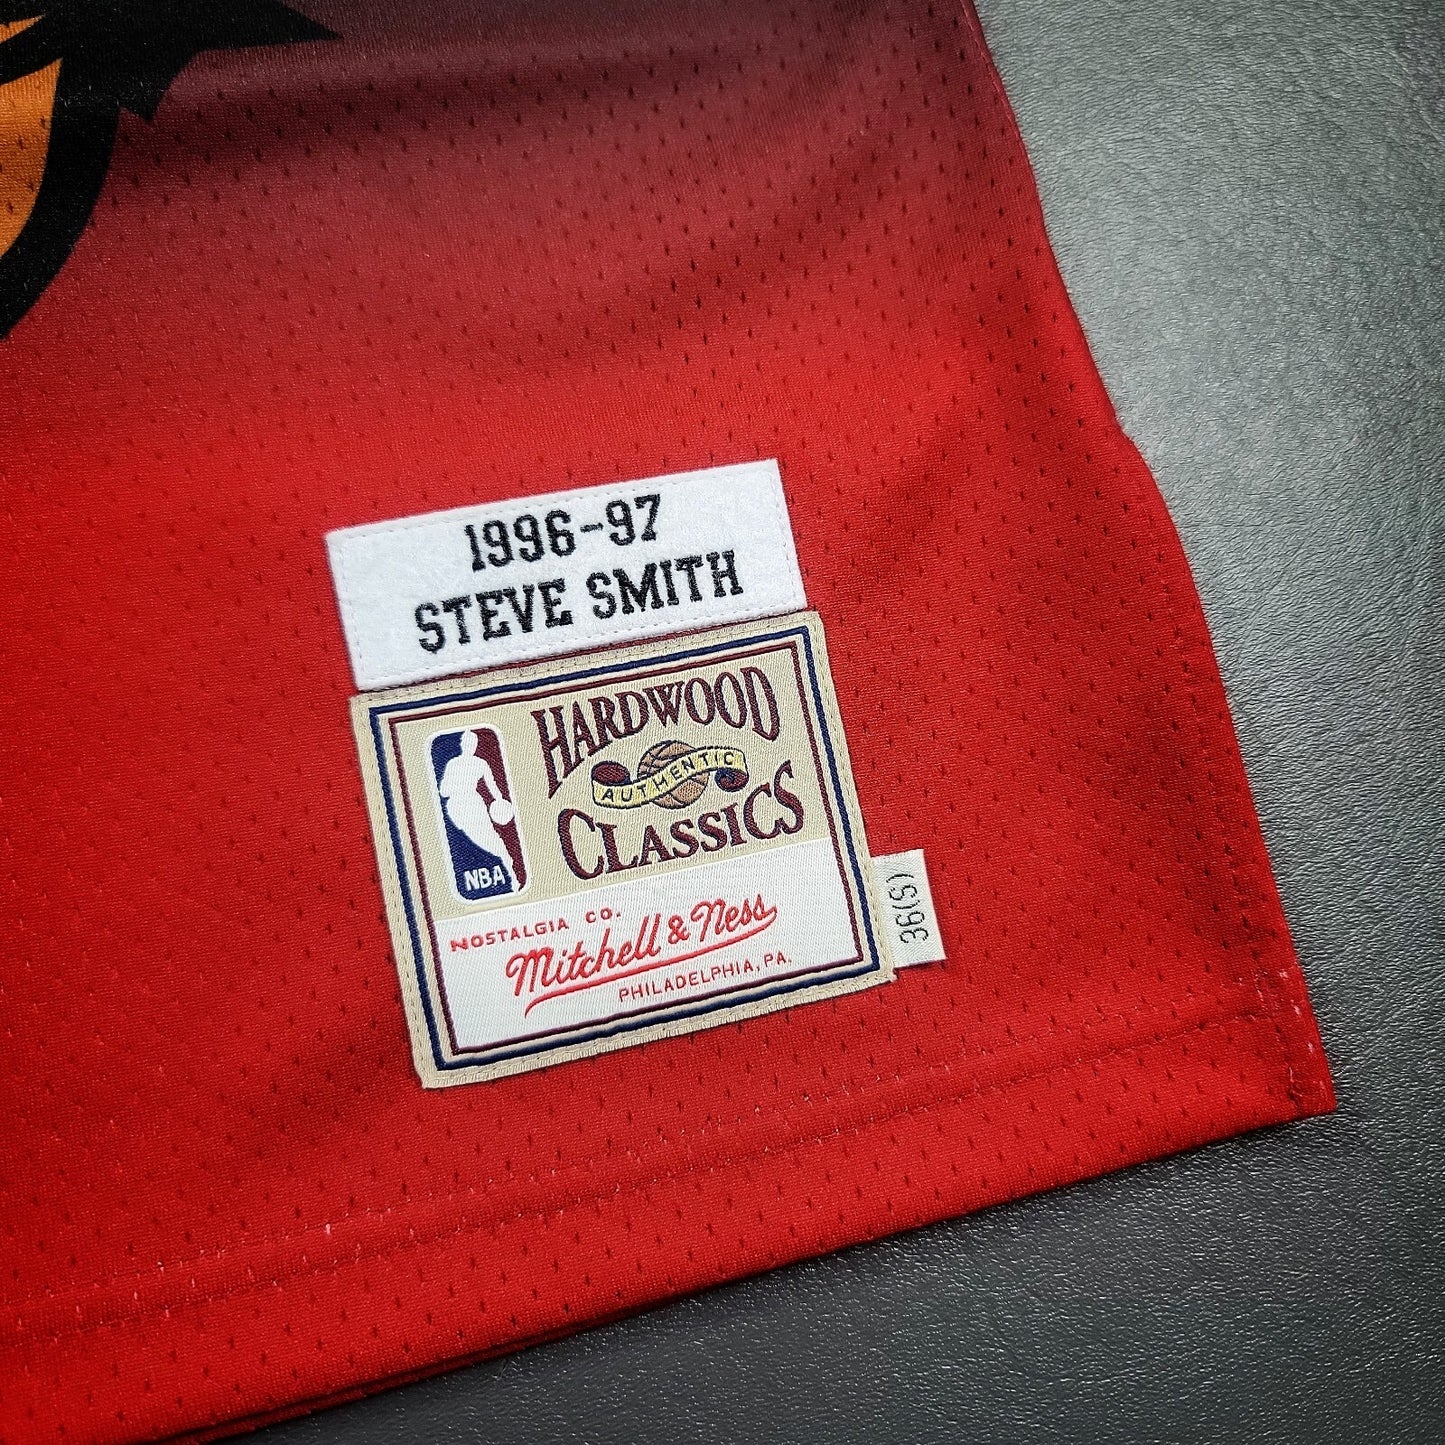 1996-97
STEVE SMITH
HARDWOOD
AUTHENTIC
CLASSICS
NBA
NOSTALGIA CO.
Mitchell & Ness
PHILADELPHIA, PA.
36(S)